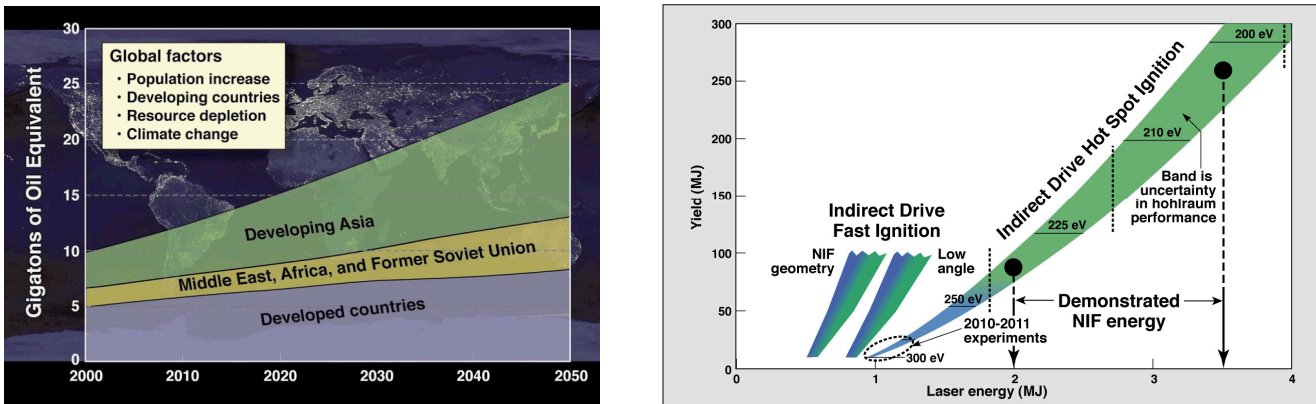 Gigatons of Oil Equivalent
30
25
20
15
10
5
0
Global factors
· Population increase
· Developing countries
· Resource depletion
· Climate change
Developing Asia
Middle East, Africa, and Former Soviet Union
Developed countries
2000 2010 2020 2030 2040 2050
Yield (MJ)
300
250
200
150
100
50
0
Indirect Drive Hot Spot Ignition
200 eV
210 eV
Band is
uncertainty
in hohlraum
performance
225 eV
Indirect Drive
Fast Ignition
NIF
geometry
Low
angle
250 eV
Demonstrated
NIF energy
2010-2011
experiments
300 eV
0 1 2 3 4
Laser energy (MJ)